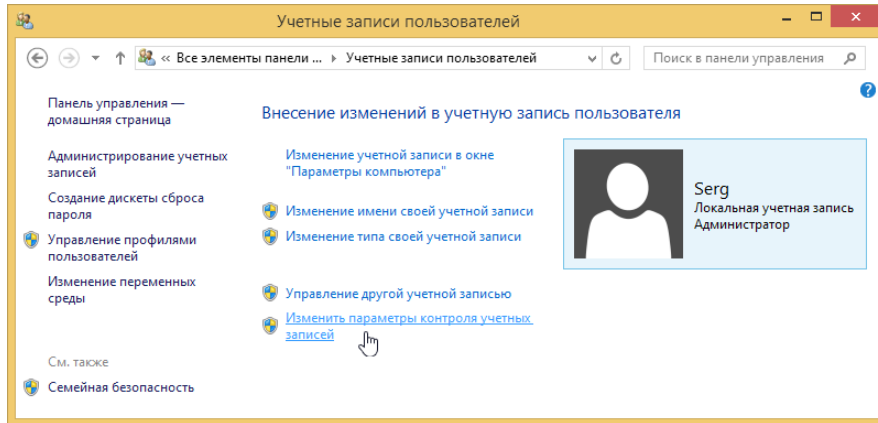 Учетные записи пользователей
« Все элементы панели ... Учетные записи пользователей
Поиск в панели управления
Панель управления —
домашняя страница
Администрирование учетных
записей
Создание дискеты сброса
пароля
Управление профилями
пользователей
Изменение переменных
среды
См. также
Семейная безопасность
Внесение изменений в учетную запись пользователя
Изменение учетной записи в окне
"Параметры компьютера"
Изменение имени своей учетной записи
Изменение типа своей учетной записи
Управление другой учетной записью
Изменить параметры контроля учетных
записей
Serg
Локальная учетная запись
Администратор